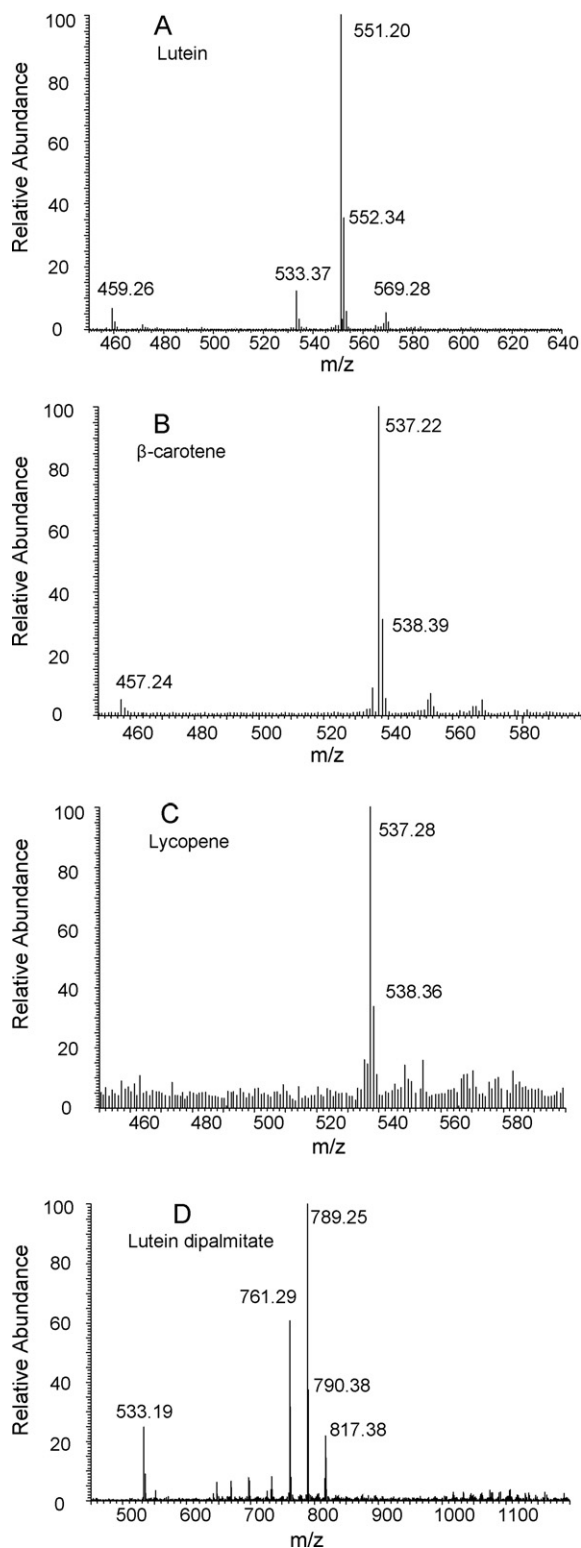 A
Lutein
Relative Abundance
100
80
60
40
20
0
551.20
552.34
533.37
569.28
459.26
460 480 500 520 540 560 580 600 620 640
m/z
B
β-carotene
Relative Abundance
100
80
60
40
20
0
537.22
538.39
457.24
460 480 500 520 540 560 580
m/z
C
Lycopene
Relative Abundance
100
80
60
40
20
0
537.28
538.36
460 480 500 520 540 560 580
m/z
D
Lutein dipalmitate
Relative Abundance
100
80
60
40
20
0
789.25
761.29
790.38
817.38
533.19
500 600 700 800 900 1000 1100
m/z